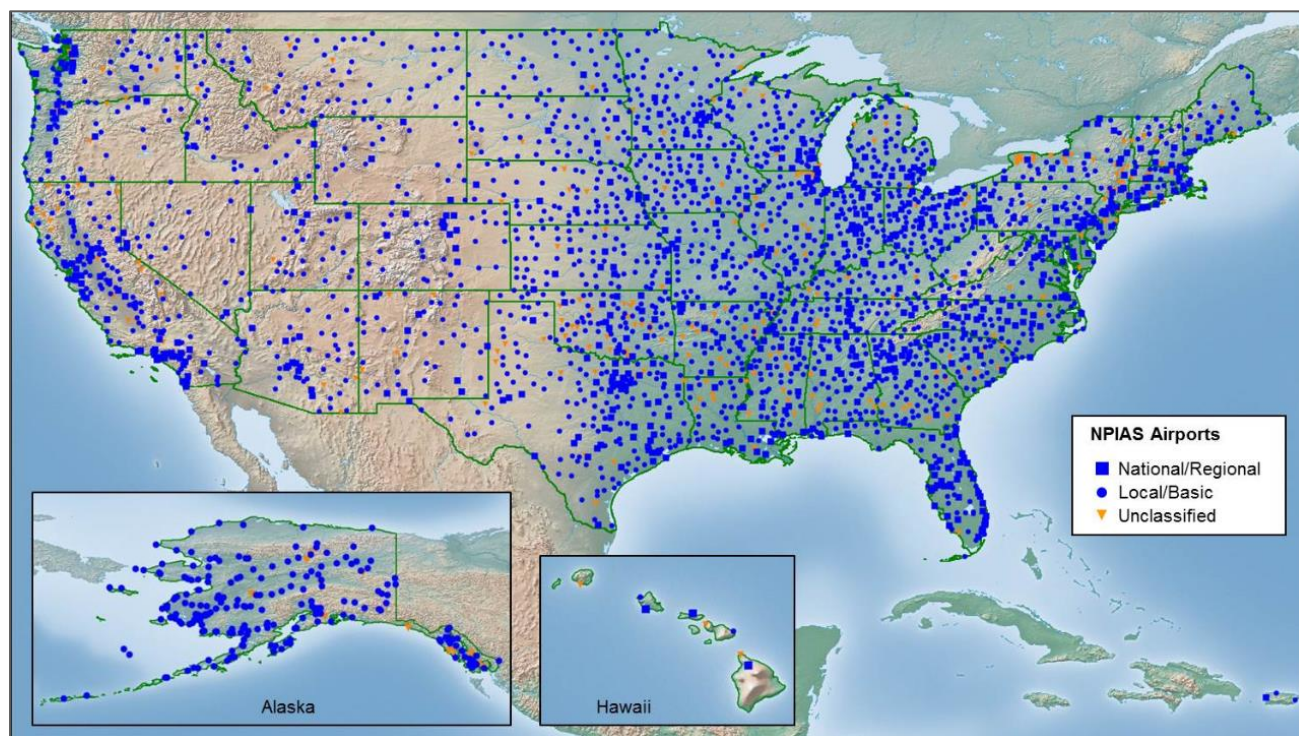 NPIAS Airports
National/Regional
Local/Basic
Unclassified
Alaska
Hawaii